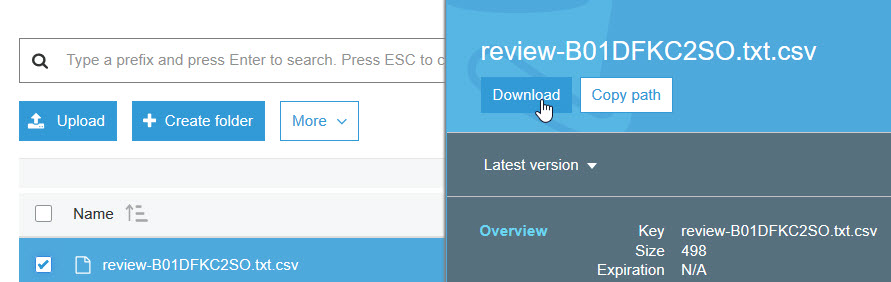 Type a prefix and press Enter to search. Press ESC to c
Upload
Create folder
More
Name
review-B01DFKC2SO.txt.csv
review-B01DFKC2SO.txt.csv
Download
Copy path
Latest version
Overview
Key review-B01DFKC2SO.txt.csv
Size 498
Expiration N/A